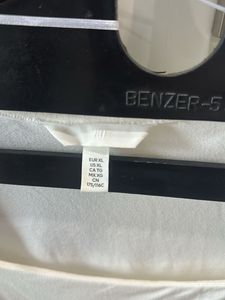 BENZER-5
EUR XL
US XL
CA TG
MX XG
CN
175/116C